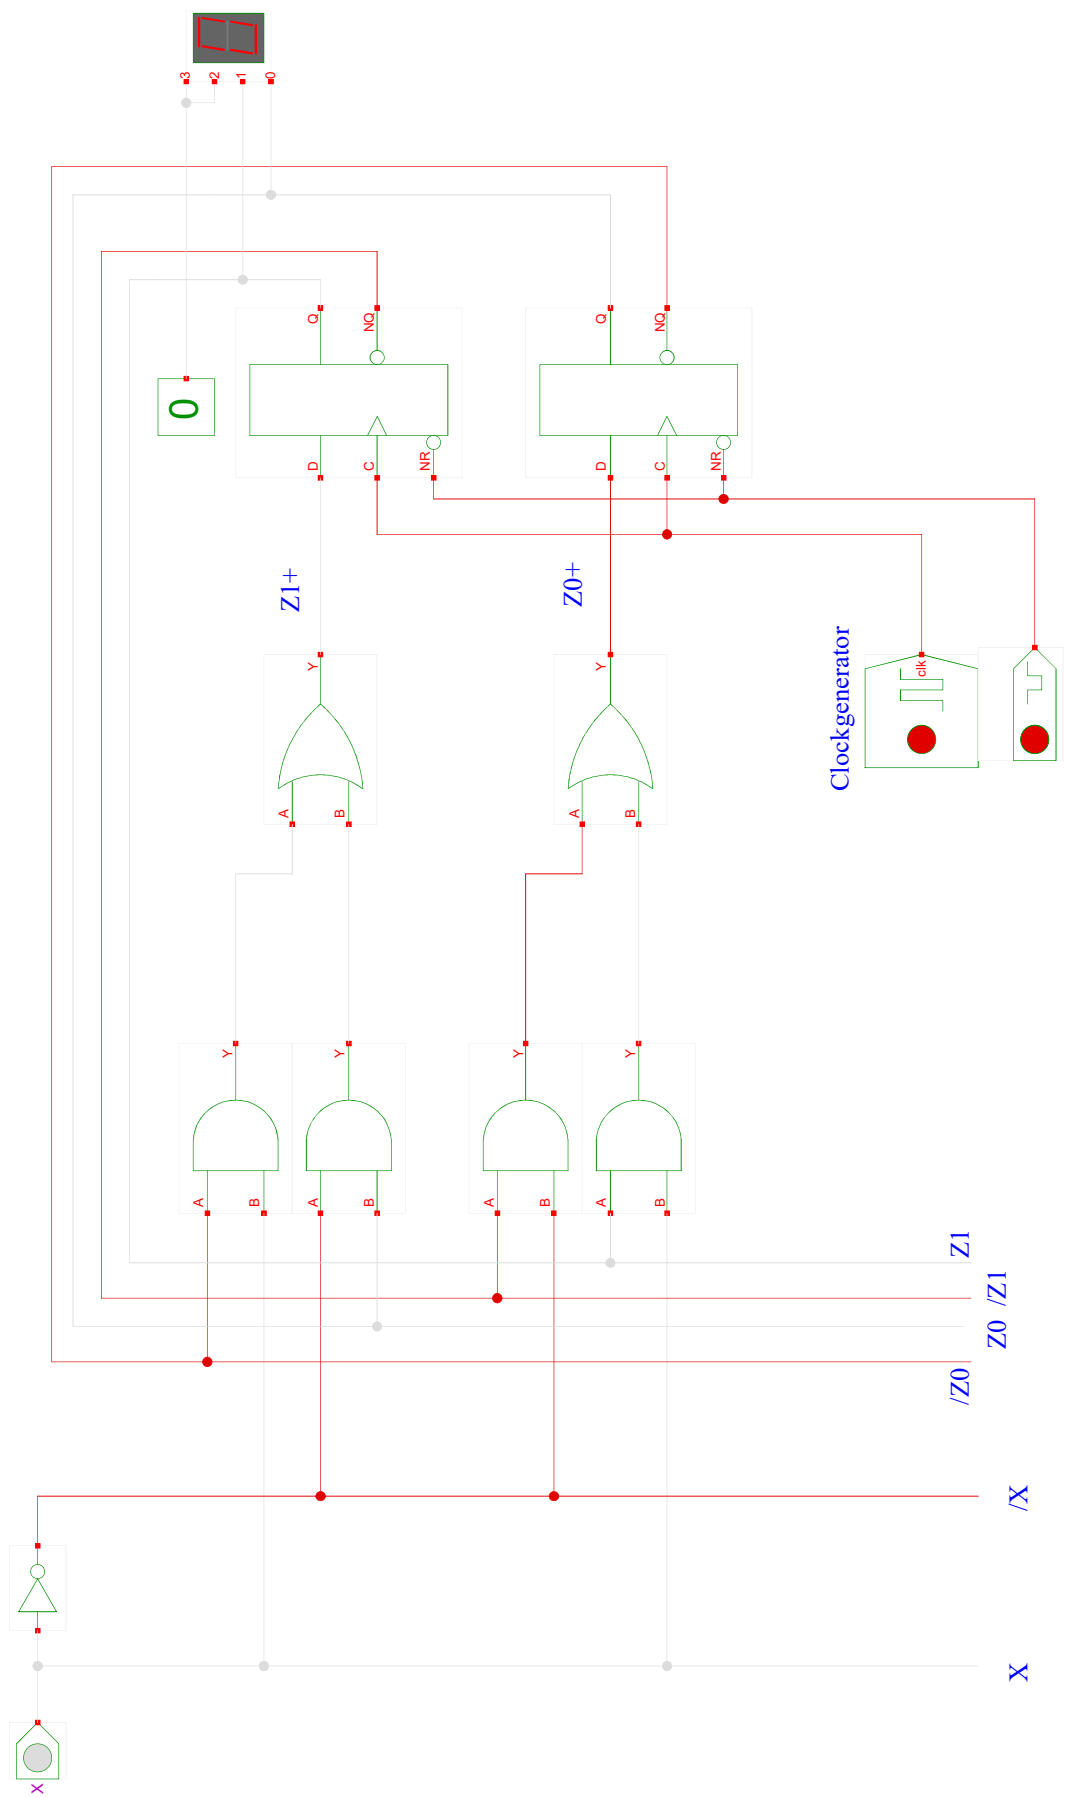 X
0
3
A
2
Y
1
B
0
A
Z1+
A
Y
D
Q
Y
B
B
C
NQ
NR
A
Y
B
A
Z0+
A
Y
D
Q
Y
B
B
C
NQ
NR
Clockgenerator
clk
/Z0
Z1
Z0
/Z1
X
/X